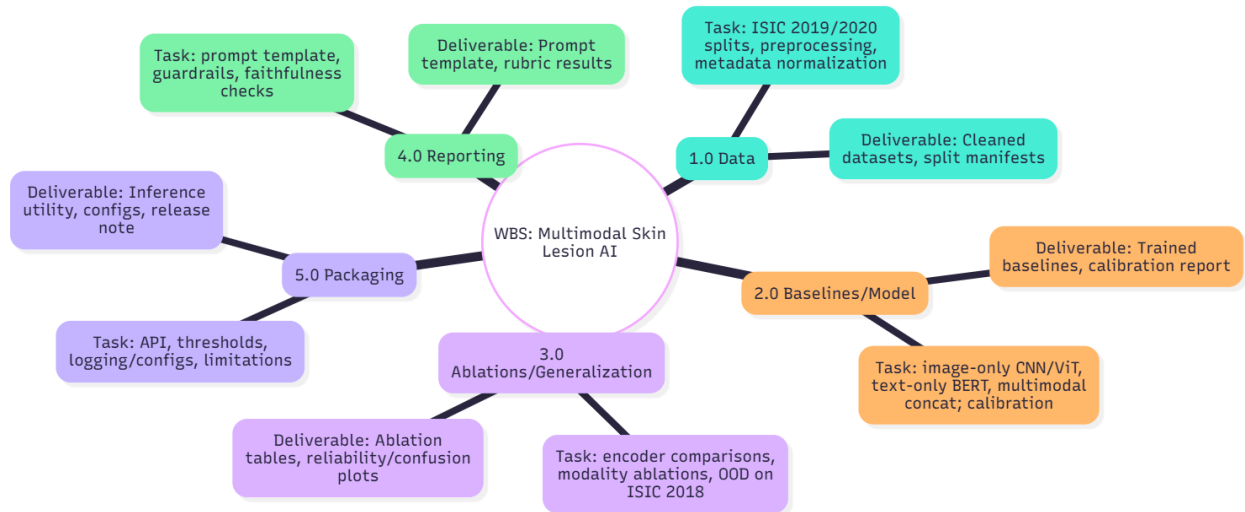 WBS: Multimodal Skin
Lesion AI
1.0 Data
Task: ISIC 2019/2020
splits, preprocessing,
metadata normalization
Deliverable: Cleaned
datasets, split manifests
2.0 Baselines/Model
Deliverable: Trained
baselines, calibration report
Task: image-only CNN/ViT,
text-only BERT, multimodal
concat; calibration
3.0
Ablations/Generalization
Deliverable: Ablation
tables, reliability/confusion
plots
Task: encoder comparisons,
modality ablations, OOD on
ISIC 2018
4.0 Reporting
Task: prompt template,
guardrails, faithfulness
checks
Deliverable: Prompt
template, rubric results
5.0 Packaging
Deliverable: Inference
utility, configs, release
note
Task: API, thresholds,
logging/configs, limitations